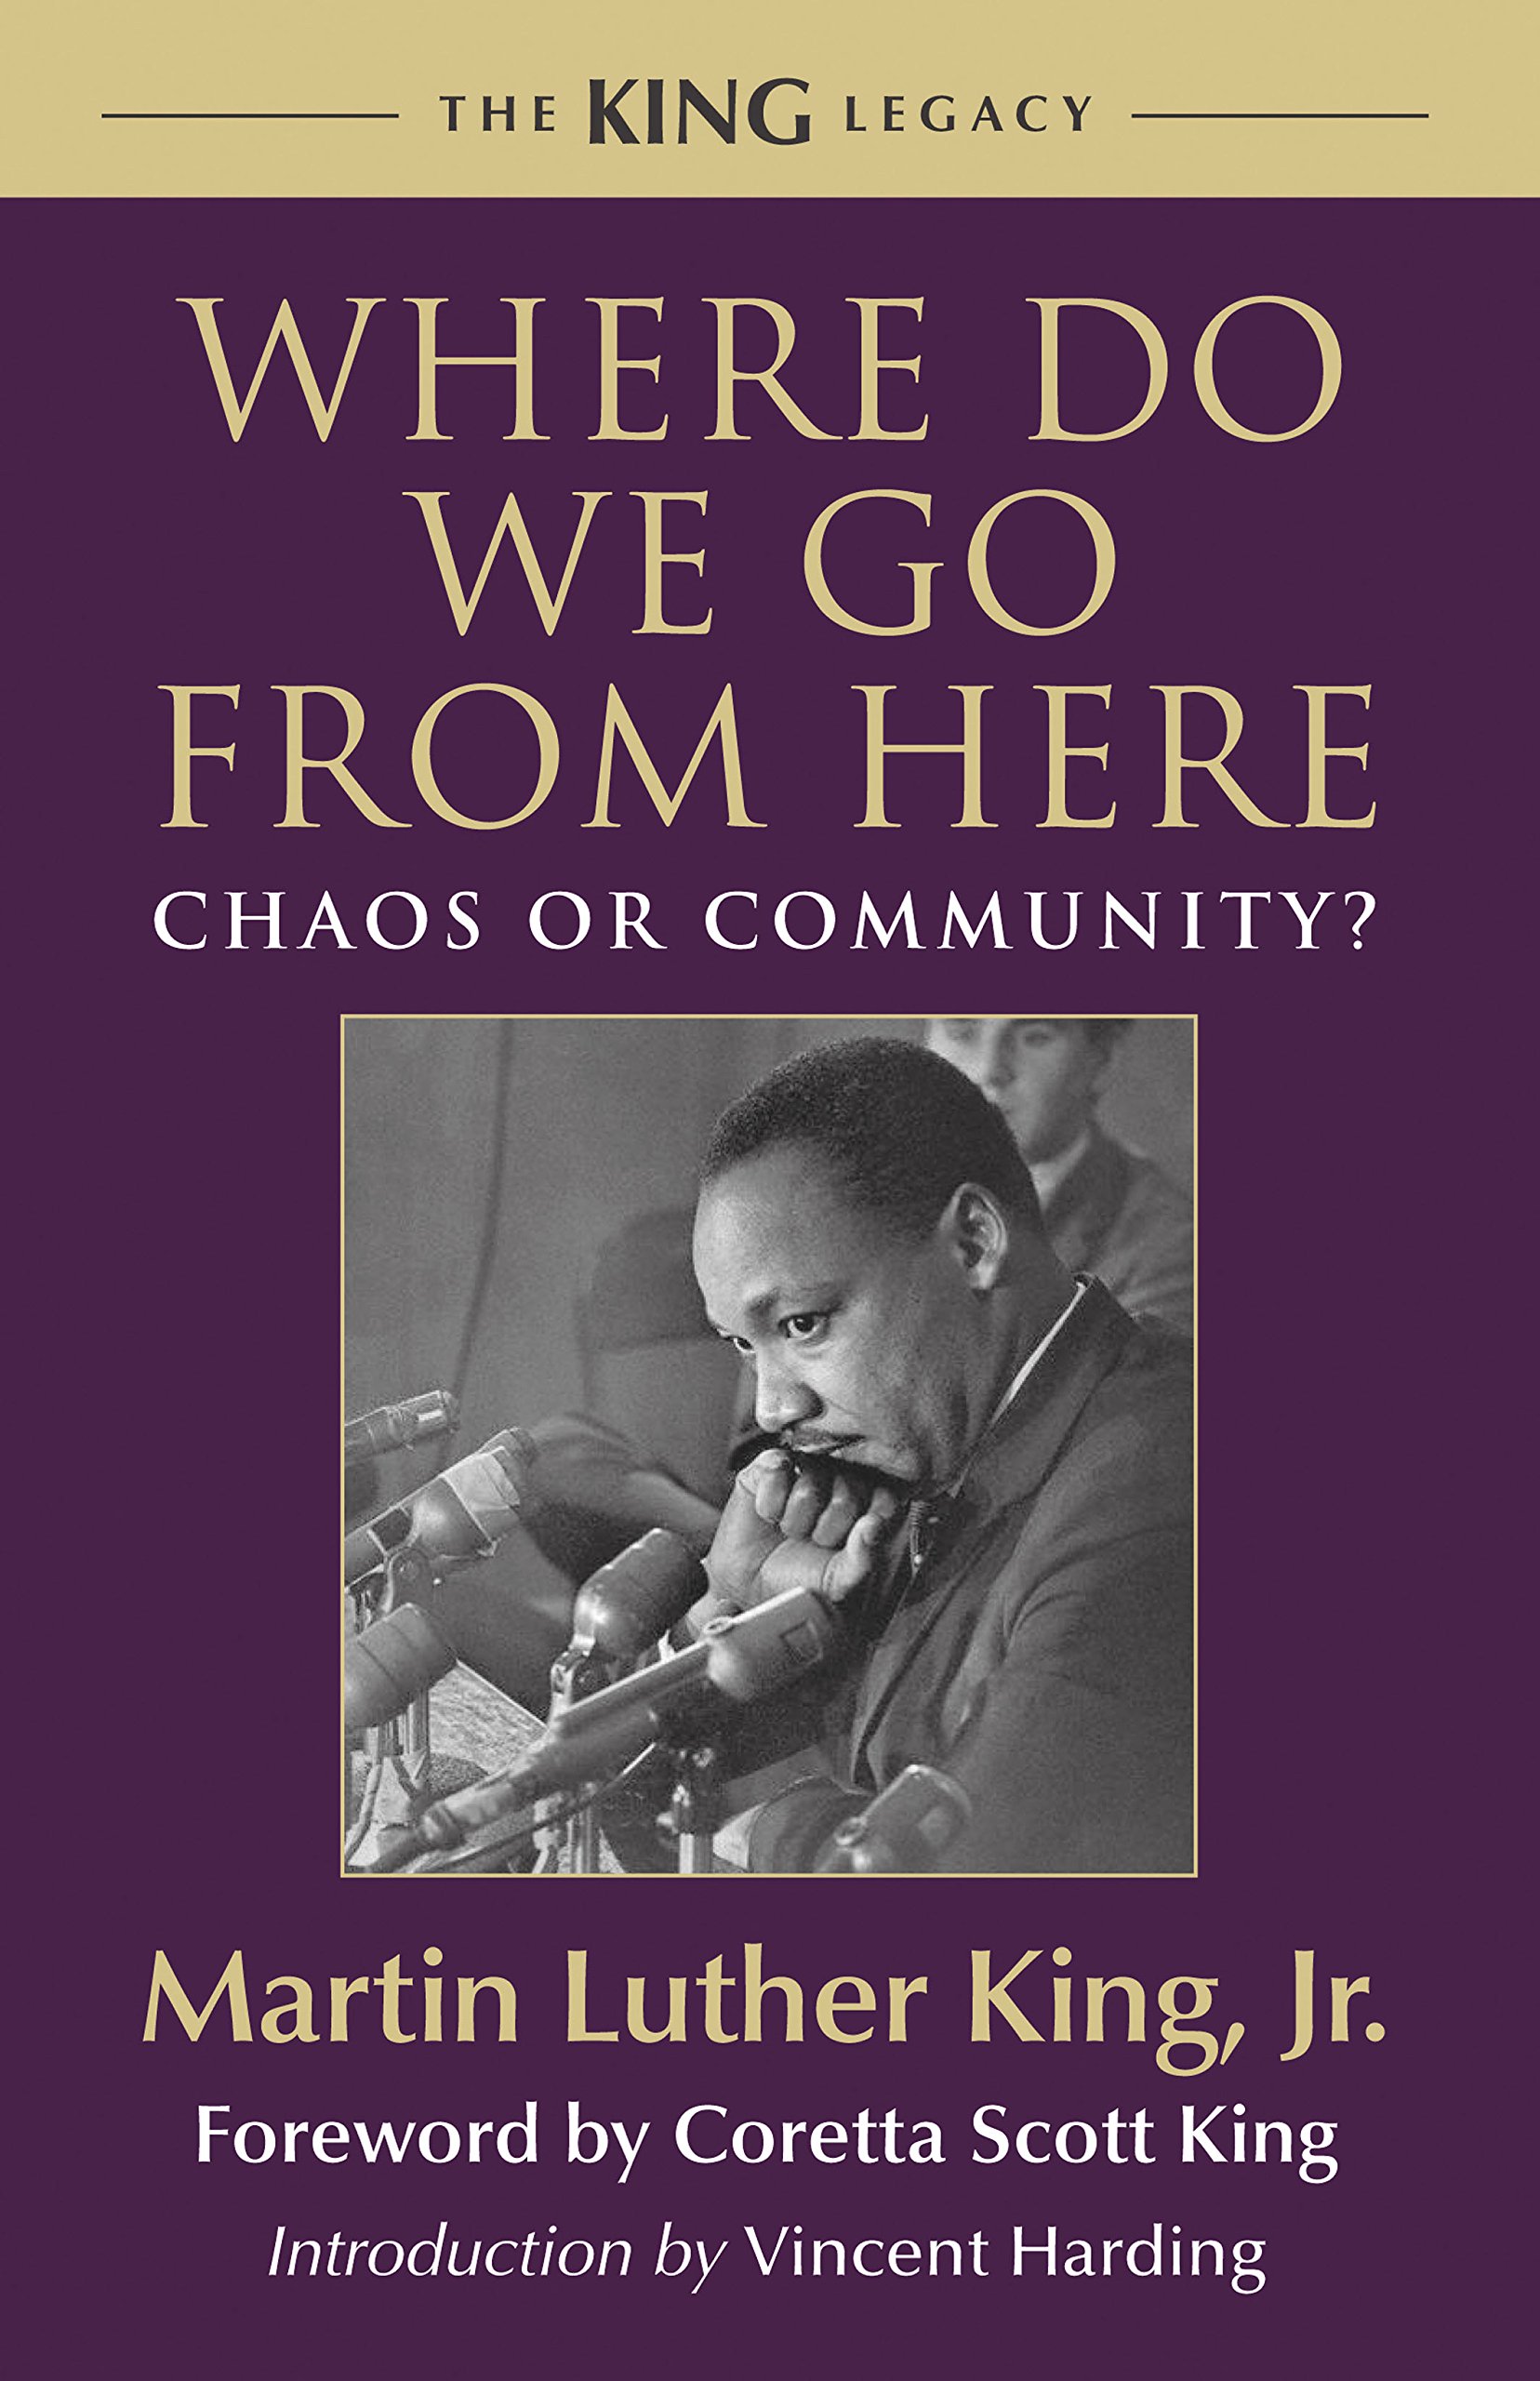 THE KING LEGACY
WHERE DO
WE GO
FROM HERE
CHAOS OR COMMUNITY?
Martin Luther King, Jr.
Foreword by Coretta Scott King
Introduction by Vincent Harding